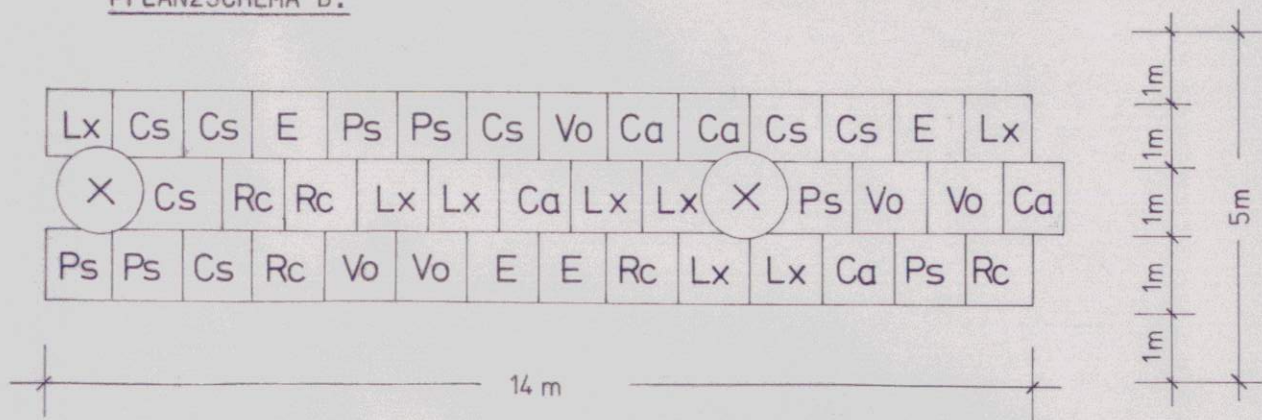 PFLANZSCHEMA B.
Lx Cs Cs E Ps Ps Cs Vo Ca Ca Cs Cs E Lx
X Cs Rc Rc Lx Lx Ca Lx Lx X Ps Vo Vo Ca
Ps Ps Cs Rc Vo Vo E E Rc Lx Lx Ca Ps Rc
14 m
1m
1m
1m
1m
1m
5m